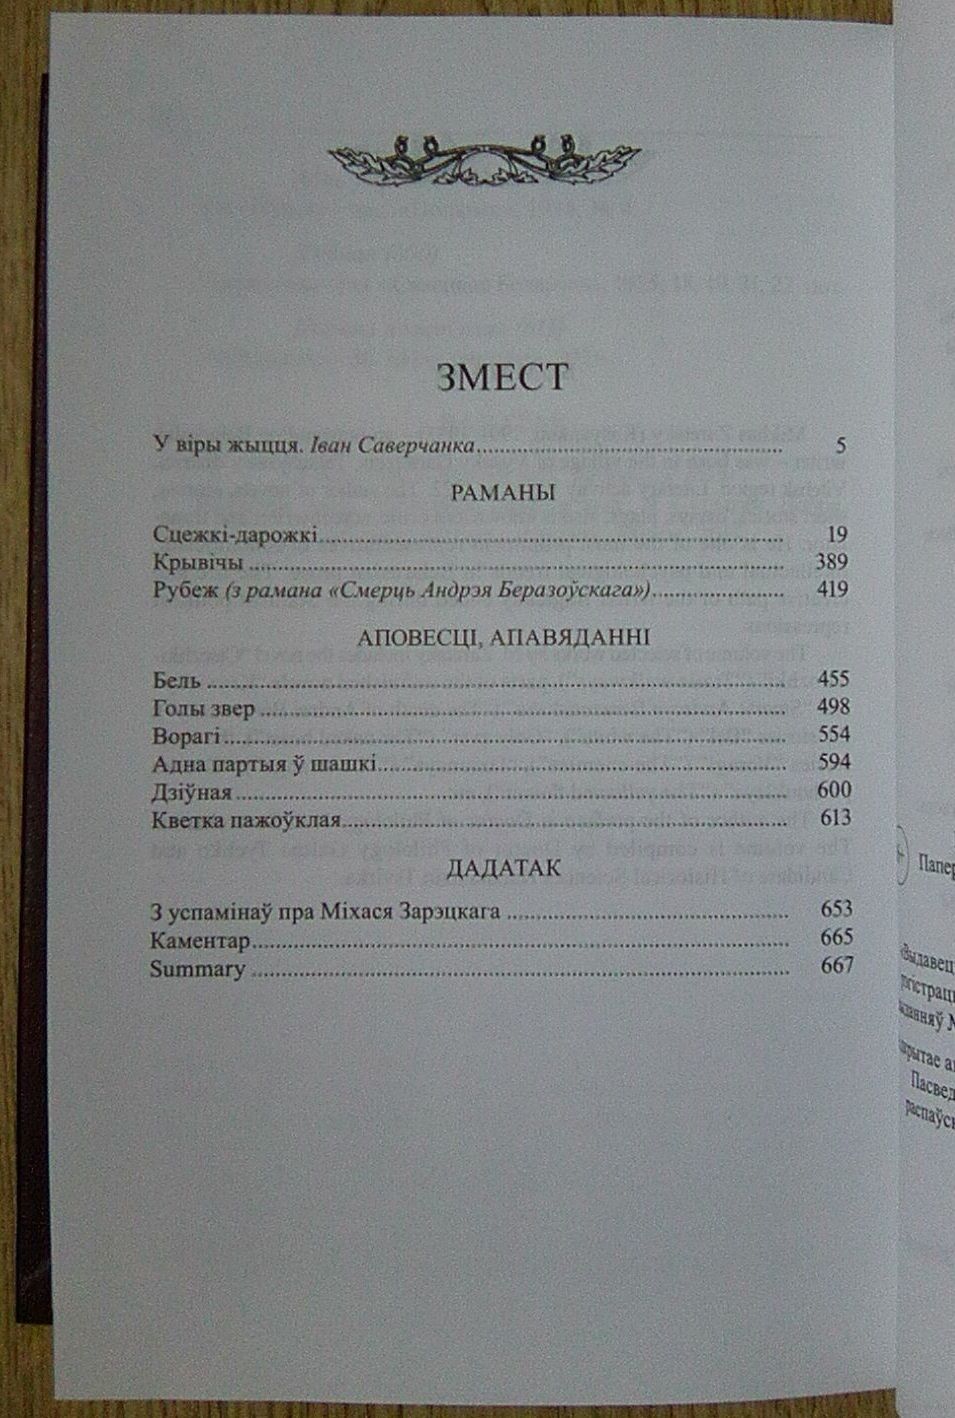 ЗМЕСТ
У віры жыцця. Іван Саверчанка 5
РАМАНЫ
Сцежкі-дарожкі 19
Крывічы 389
Рубеж (з рамана «Смерць Андрэя Беразоўскага») 419
АПОВЕСЦІ, АПАВЯДАННІ
Бель 455
Голы звер 498
Ворагі 554
Адна партыя ў шашкі 594
Дзіўная 600
Кветка пажоўклая 613
ДАДАТАК
З успамінаў пра Міхася Зарэцкага 653
Каментар 665
Summary 667